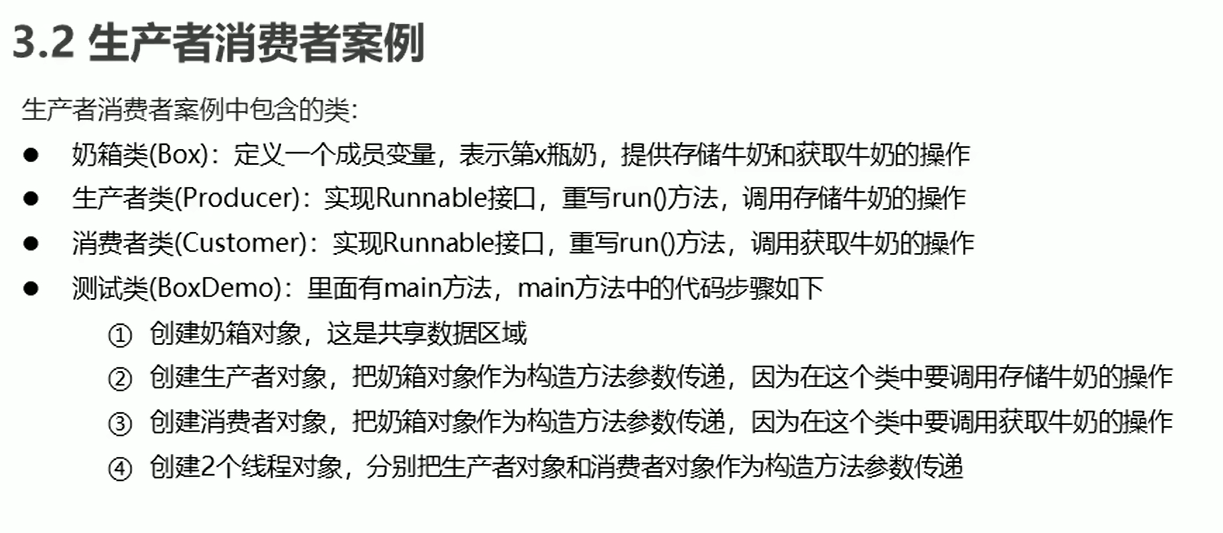 3.2 生产者消费者案例
生产者消费者案例中包含的类：
● 奶箱类(Box)：定义一个成员变量，表示第x瓶奶，提供存储牛奶和获取牛奶的操作
● 生产者类(Producer)：实现Runnable接口，重写run()方法，调用存储牛奶的操作
● 消费者类(Customer)：实现Runnable接口，重写run()方法，调用获取牛奶的操作
● 测试类(BoxDemo)：里面有main方法，main方法中的代码步骤如下
① 创建奶箱对象，这是共享数据区域
② 创建生产者对象，把奶箱对象作为构造方法参数传递，因为在这个类中要调用存储牛奶的操作
③ 创建消费者对象，把奶箱对象作为构造方法参数传递，因为在这个类中要调用获取牛奶的操作
④ 创建2个线程对象，分别把生产者对象和消费者对象作为构造方法参数传递